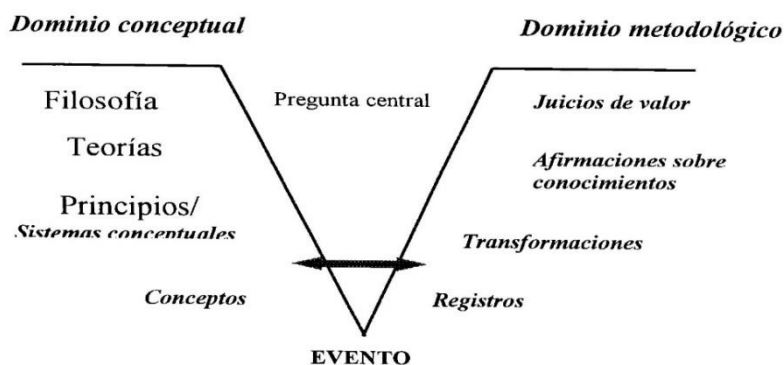 Dominio conceptual
Dominio metodológico
Filosofía
Pregunta central
Juicios de valor
Teorías
Afirmaciones sobre
conocimientos
Principios/
Sistemas conceptuales
Transformaciones
Conceptos
Registros
EVENTO